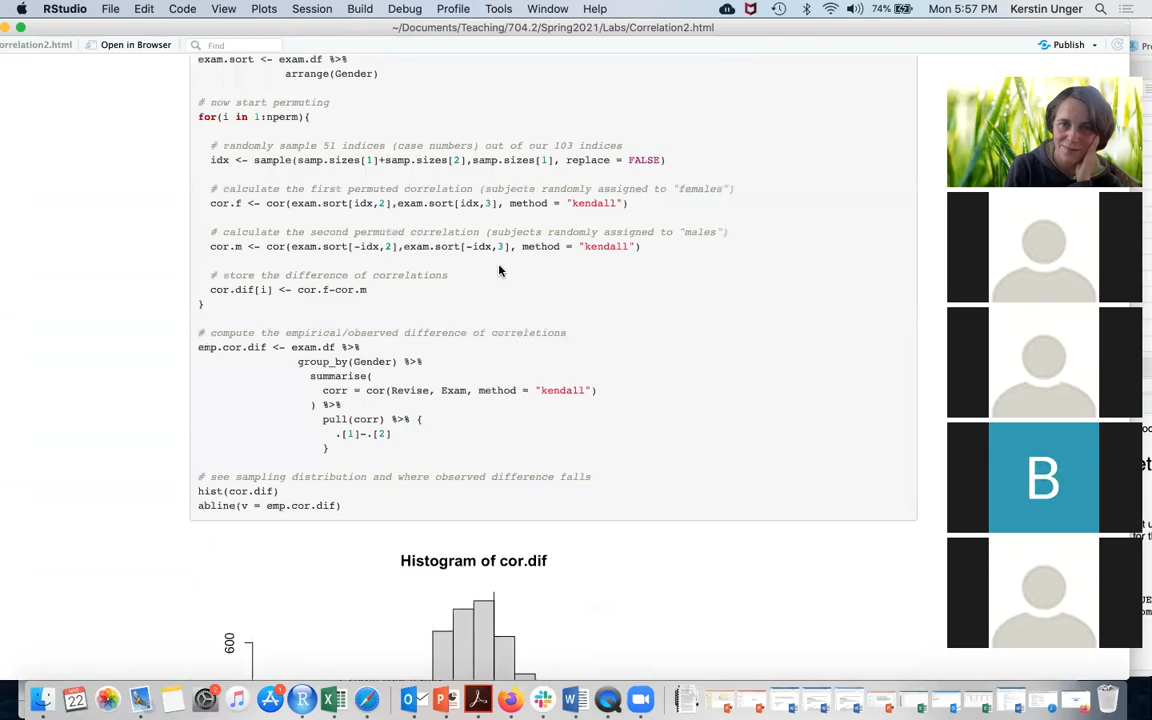 RStudio File Edit Code View Plots Session Build Debug Profile Tools Window Help 74% Mon 5:57 PM Kerstin Unger
~/Documents/Teaching/704.2/Spring2021/Labs/Correlation2.html
orrelation2.html Open in Browser Find Publish
exam.sort <- exam.df %>%
arrange(Gender)
# now start permuting
for(i in 1:nperm){
# randomly sample 51 indices (case numbers) out of our 103 indices
idx <- sample(samp.sizes[1]+samp.sizes[2],samp.sizes[1], replace = FALSE)
# calculate the first permuted correlation (subjects randomly assigned to "females")
cor.f <- cor(exam.sort[idx,2],exam.sort[idx,3], method = "kendall")
# calculate the second permuted correlation (subjects randomly assigned to "males")
cor.m <- cor(exam.sort[-idx,2],exam.sort[-idx,3], method = "kendall")
# store the difference of correlations
cor.dif[i] <- cor.f-cor.m
}
# compute the empirical/observed difference of correlations
emp.cor.dif <- exam.df %>%
group_by(Gender) %>%
summarise(
corr = cor(Revise, Exam, method = "kendall")
) %>%
pull(corr) %>% {
.[1]-.[2]
}
# see sampling distribution and where observed difference falls
hist(cor.dif)
abline(v = emp.cor.dif)
Histogram of cor.dif
600
B
22